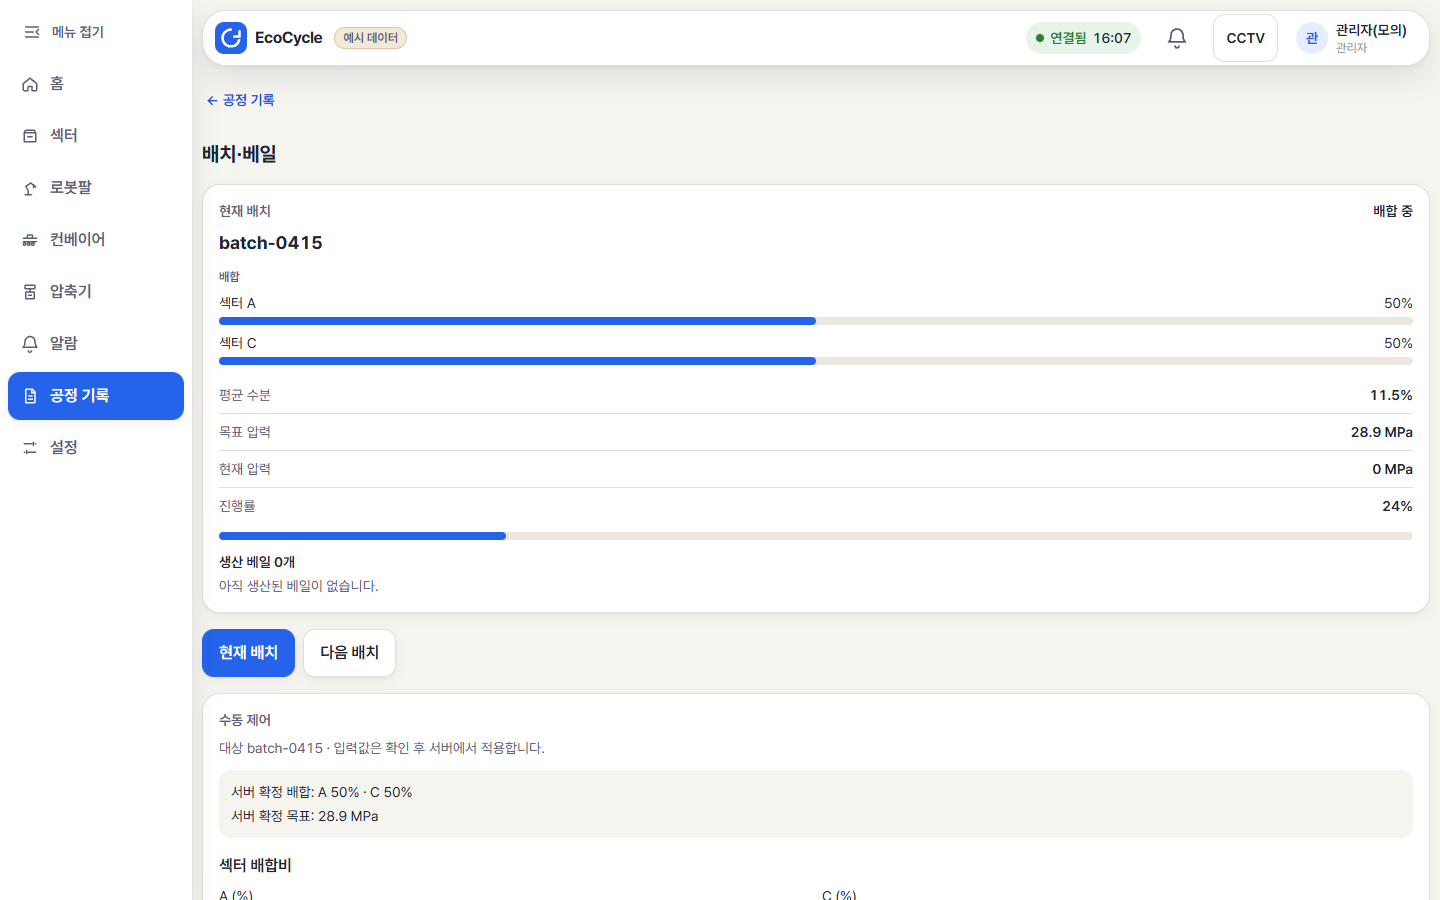 메뉴 접기
홈
섹터
로봇팔
컨베이어
압축기
알람
공정 기록
설정
EcoCycle
예시 데이터
연결됨 16:07
CCTV
관
관리자(모의)
관리자
← 공정 기록
배치·베일
현재 배치
배합 중
batch-0415
배합
섹터 A
50%
섹터 C
50%
평균 수분
11.5%
목표 압력
28.9 MPa
현재 압력
0 MPa
진행률
24%
생산 베일 0개
아직 생산된 베일이 없습니다.
현재 배치
다음 배치
수동 제어
대상 batch-0415 · 입력값은 확인 후 서버에서 적용합니다.
서버 확정 배합: A 50% · C 50%
서버 확정 목표: 28.9 MPa
섹터 배합비
A (%)
C (%)